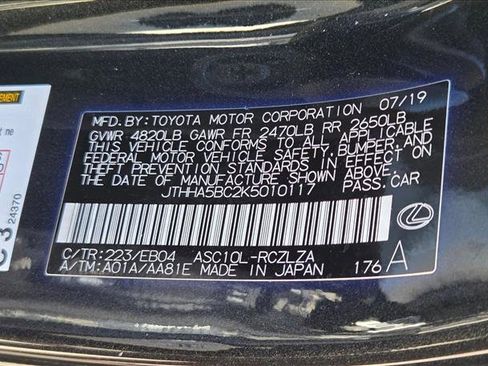 MFD. BY: TOYOTA MOTOR CORPORATION 07/19
GVWR 4820LB GAWR FR 2470LB RR 2650LB
THIS VEHICLE CONFORMS TO ALL APPLICABLE
FEDERAL MOTOR VEHICLE SAFETY, BUMPER, AND
THEFT PREVENTION STANDARDS IN EFFECT ON
THE DATE OF MANUFACTURE SHOWN ABOVE.
JTHHA5BC2K5010117 PASS. CAR
C/TR: 223/EB04 ASC10L-RCZLZA
A/TM: A01A/AA81E MADE IN JAPAN 176 A
24370
C 3